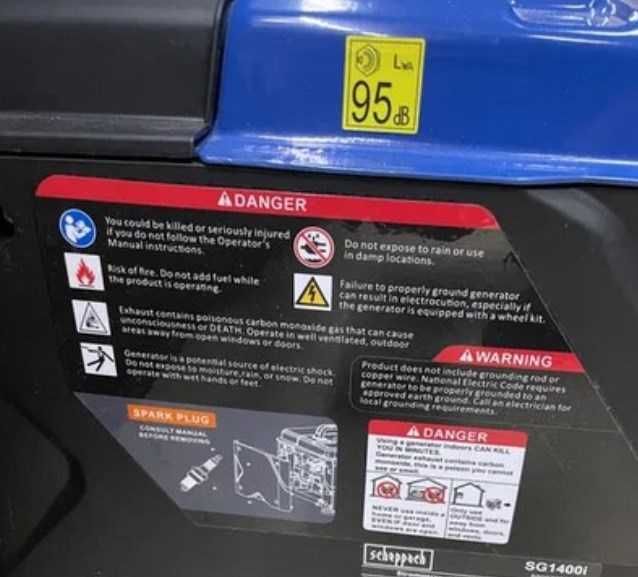 LWA
95 dB
DANGER
You could be killed or seriously injured
if you do not follow the Operator's
Manual instructions.
Do not expose to rain or use
in damp locations.
Risk of fire. Do not add fuel while
the product is operating.
Failure to properly ground generator
can result in electrocution, especially if
the generator is equipped with a wheel kit.
Exhaust contains poisonous carbon monoxide gas that can cause
unconsciousness or DEATH. Operate in well ventilated, outdoor
areas away from open windows or doors.
Generator is a potential source of electric shock.
Do not expose to moisture, rain, or snow. Do not
operate with wet hands or feet.
WARNING
Product does not include grounding rod or
copper wire. National Electric Code requires
generator to be properly grounded to an
approved earth ground. Call an electrician for
local grounding requirements.
SPARK PLUG
CONSULT MANUAL
BEFORE REMOVING
DANGER
Using a generator indoors CAN KILL
YOU IN MINUTES.
Generator exhaust contains carbon
monoxide, this is a poison you cannot
see or smell.
NEVER use inside a
home or garage,
EVEN IF door and
windows are open.
Only use
OUTSIDE and far
away from
windows, doors,
and vents.
scheppach
SG1400i